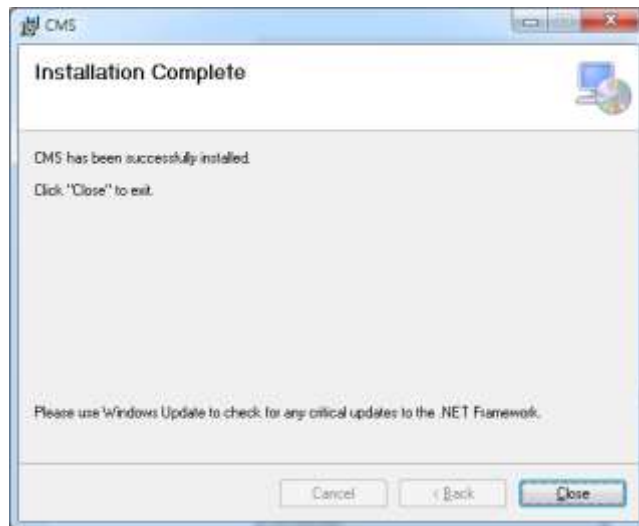 CMS
Installation Complete
CMS has been successfully installed.
Click "Close" to exit.
Please use Windows Update to check for any critical updates to the .NET Framework.
Cancel
< Back
Close